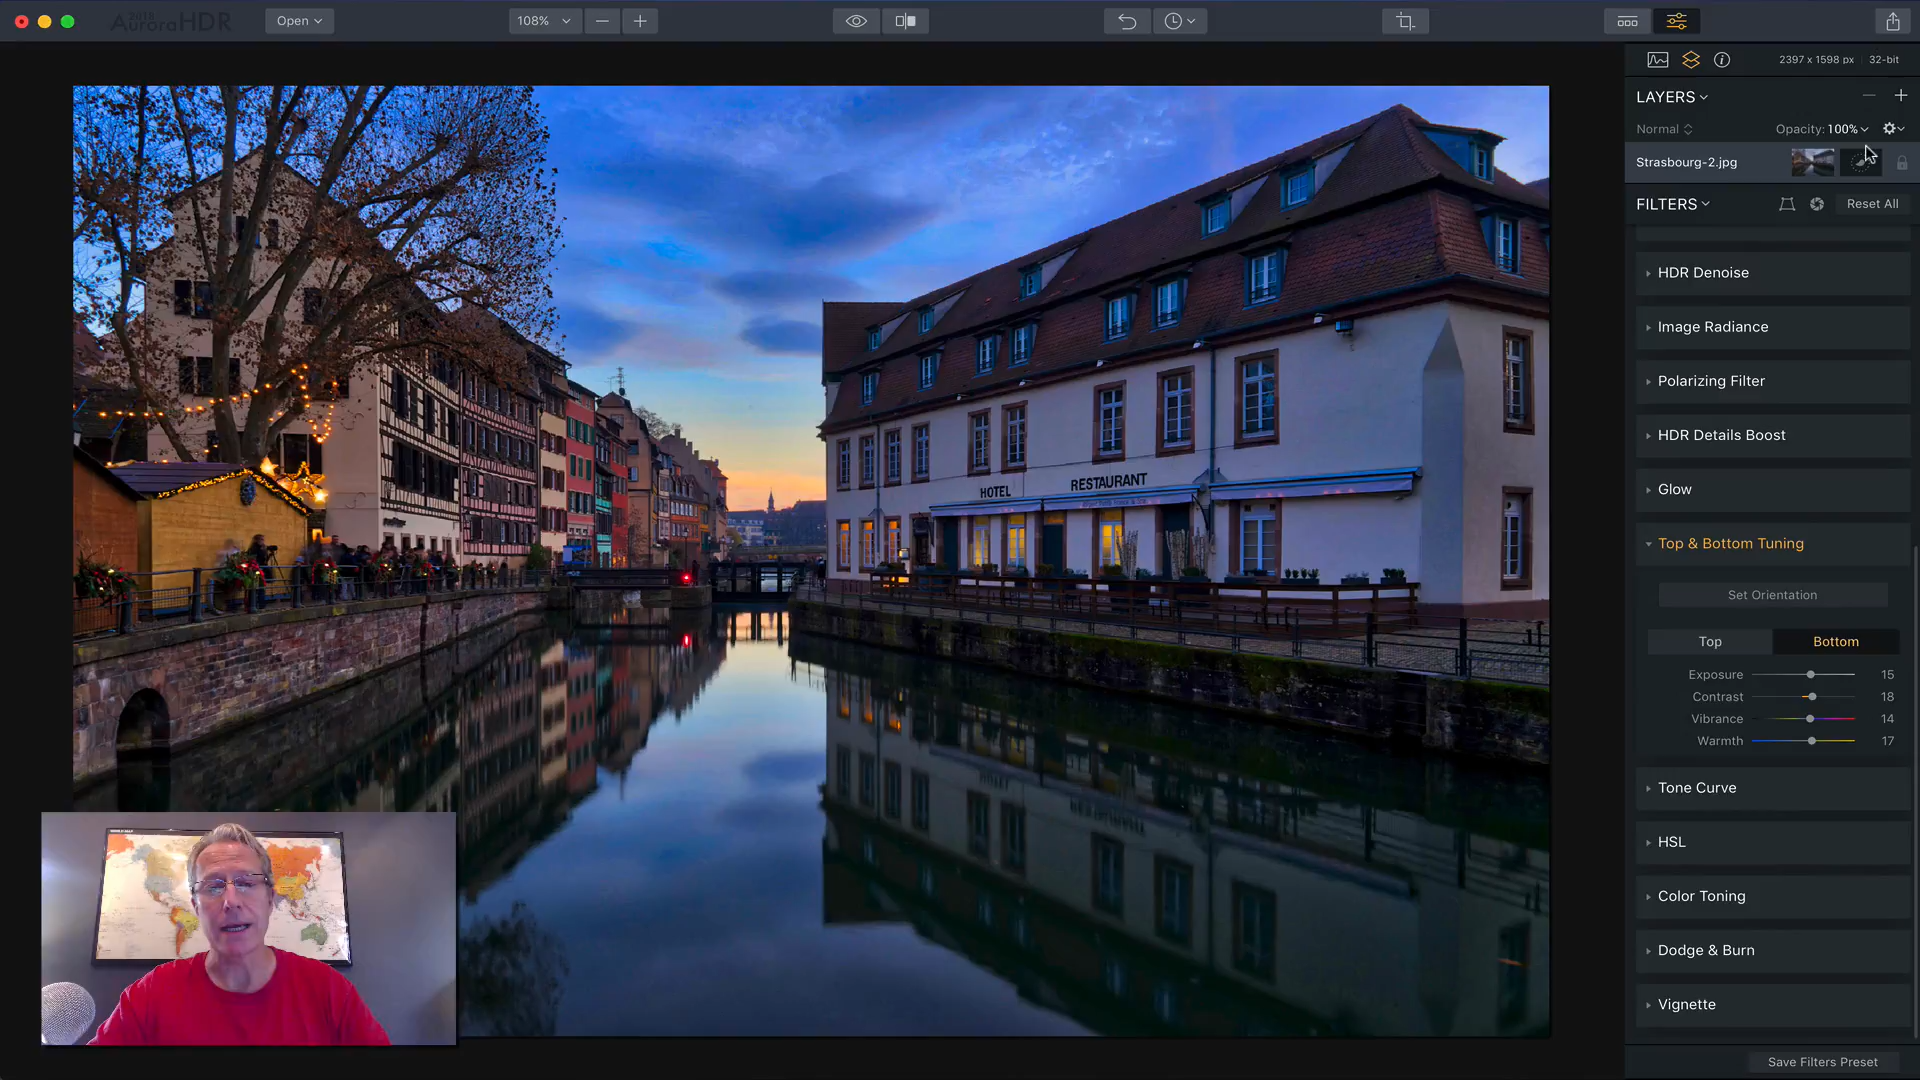 2018
AuroraHDR
Open
108%
2397 x 1598 px | 32-bit
LAYERS
Normal
Opacity: 100%
Strasbourg-2.jpg
FILTERS
Reset All
HDR Denoise
Image Radiance
Polarizing Filter
HDR Details Boost
Glow
Top & Bottom Tuning
Set Orientation
Top
Bottom
Exposure 15
Contrast 18
Vibrance 14
Warmth 17
Tone Curve
HSL
Color Toning
Dodge & Burn
Vignette
Save Filters Preset
HOTEL
RESTAURANT